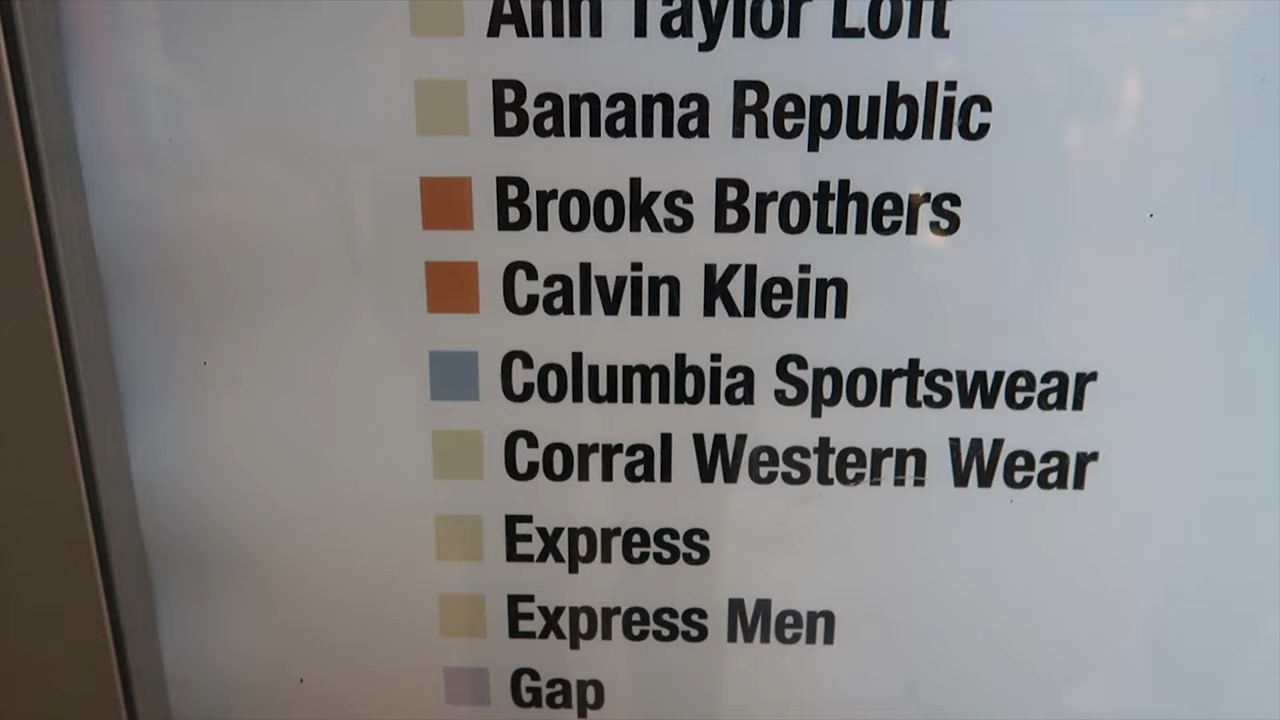 Ann Taylor Loft
Banana Republic
Brooks Brothers
Calvin Klein
Columbia Sportswear
Corral Western Wear
Express
Express Men
Gap